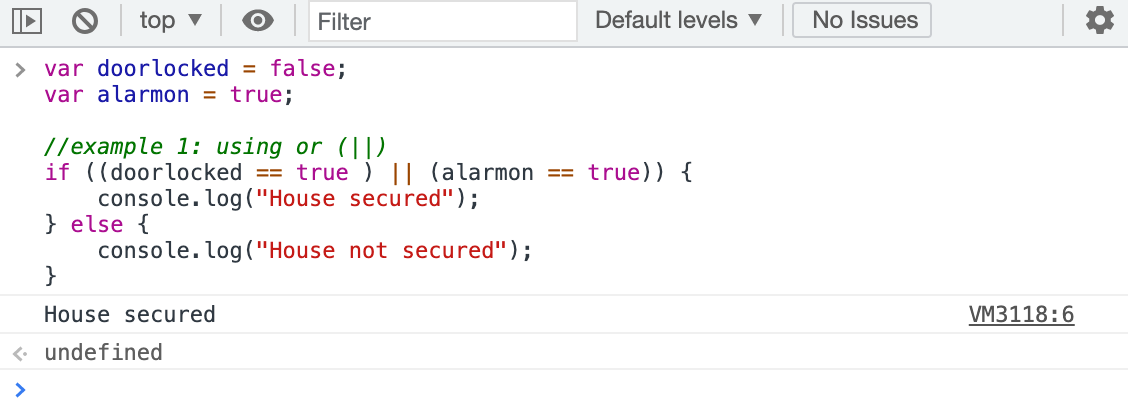 top ▼ Filter Default levels ▼ No Issues
> var doorlocked = false;
var alarmon = true;
//example 1: using or (||)
if ((doorlocked == true ) || (alarmon == true)) {
    console.log("House secured");
} else {
    console.log("House not secured");
}
House secured VM3118:6
undefined